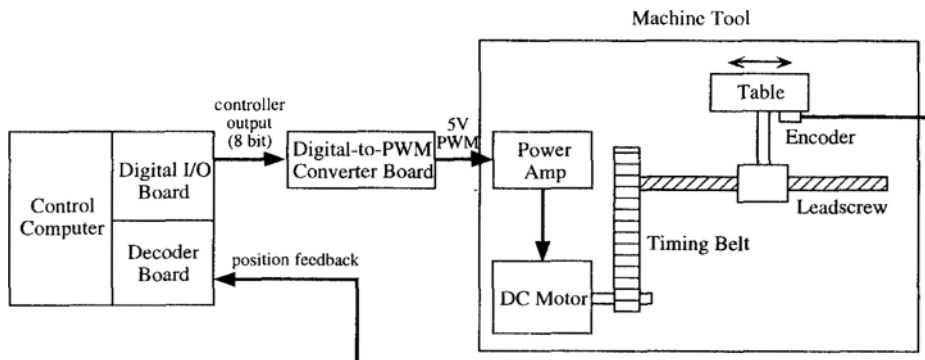 Machine Tool
controller
output
(8 bit)
5V
PWM
Table
Encoder
Digital I/O
Board
Digital-to-PWM
Converter Board
Power
Amp
Control
Computer
Leadscrew
Timing Belt
Decoder
Board
position feedback
DC Motor